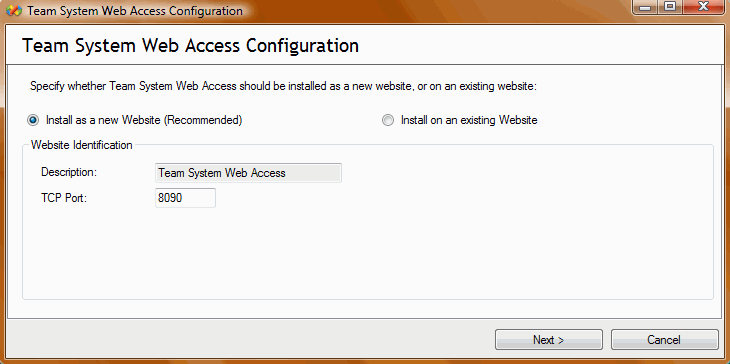 Team System Web Access Configuration
Team System Web Access Configuration
Specify whether Team System Web Access should be installed as a new website, or on an existing website:
Install as a new Website (Recommended) Install on an existing Website
Website Identification
Description: Team System Web Access
TCP Port: 8090
Next > Cancel